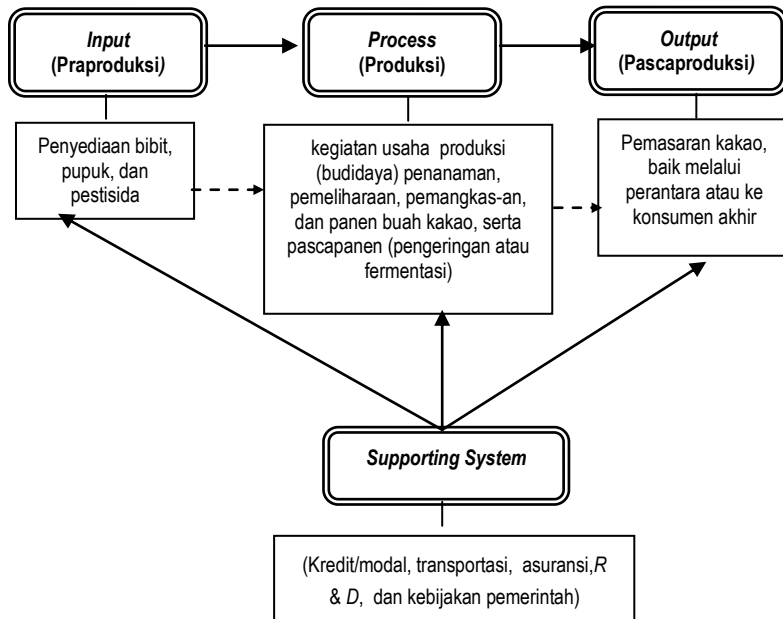 Input
(Praproduksi)
Process
(Produksi)
Output
(Pascaproduksi)
Penyediaan bibit,
pupuk, dan
pestisida
kegiatan usaha produksi
(budidaya) penanaman,
pemeliharaan, pemangkas-an,
dan panen buah kakao, serta
pascapanen (pengeringan atau
fermentasi)
Pemasaran kakao,
baik melalui
perantara atau ke
konsumen akhir
Supporting System
(Kredit/modal, transportasi, asuransi,R
& D, dan kebijakan pemerintah)